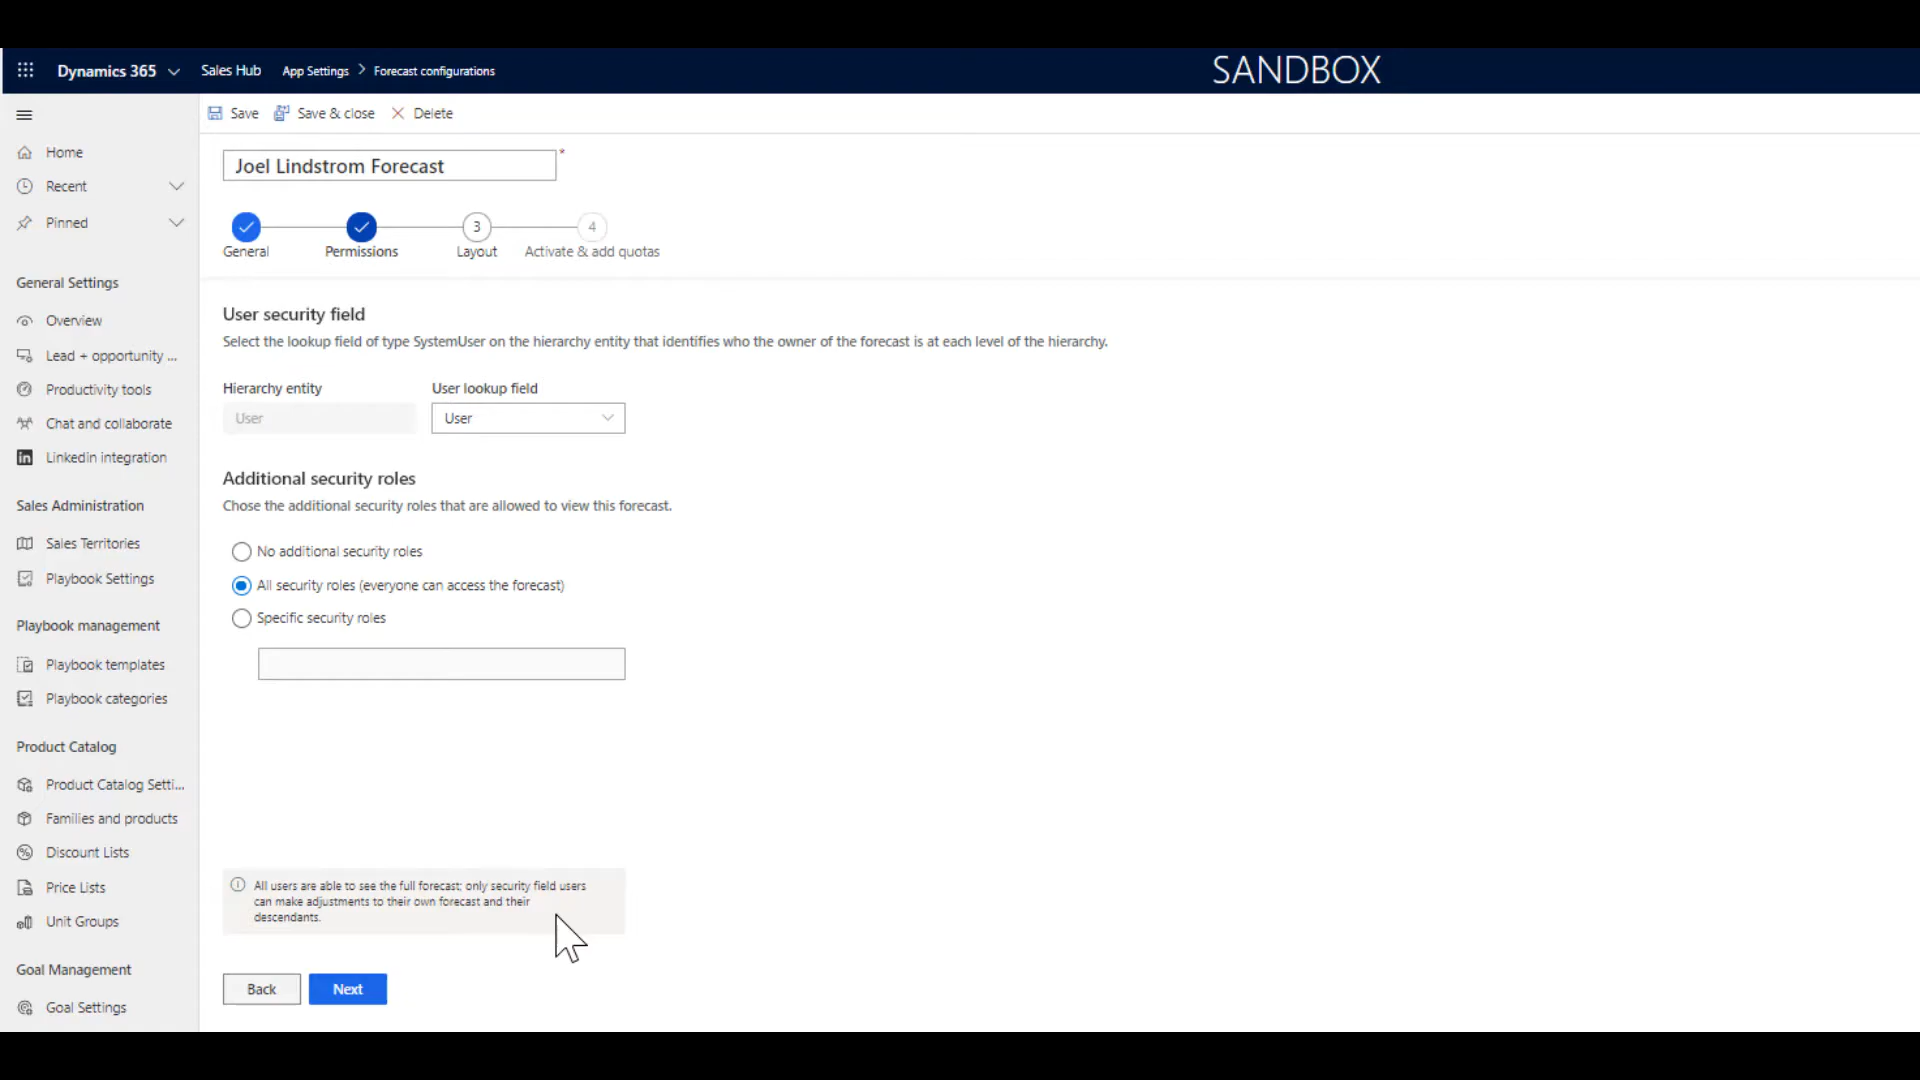 Dynamics 365 Sales Hub App Settings Forecast configurations SANDBOX
Save Save & close Delete
Home
Recent
Pinned
General Settings
Overview
Lead + opportunity ...
Productivity tools
Chat and collaborate
LinkedIn integration
Sales Administration
Sales Territories
Playbook Settings
Playbook management
Playbook templates
Playbook categories
Product Catalog
Product Catalog Setti...
Families and products
Discount Lists
Price Lists
Unit Groups
Goal Management
Goal Settings
Joel Lindstrom Forecast *
3 4
General Permissions Layout Activate & add quotas
User security field
Select the lookup field of type SystemUser on the hierarchy entity that identifies who the owner of the forecast is at each level of the hierarchy.
Hierarchy entity User lookup field
User User
Additional security roles
Chose the additional security roles that are allowed to view this forecast.
No additional security roles
All security roles (everyone can access the forecast)
Specific security roles
All users are able to see the full forecast; only security field users
can make adjustments to their own forecast and their
descendants.
Back Next